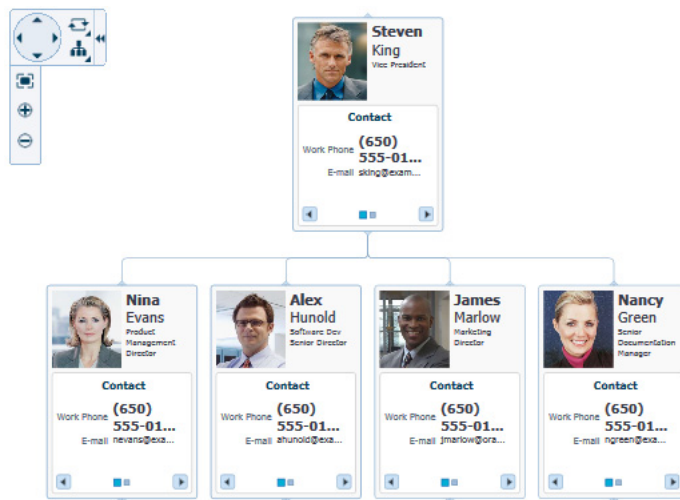 Steven
King
Vice President
Contact
Work Phone (650)
555-01...
E-mail sking@exam...
Nina
Evans
Product
Management
Director
Contact
Work Phone (650)
555-01...
E-mail nevans@exa...
Alex
Hunold
Software Dev
Senior Director
Contact
Work Phone (650)
555-01...
E-mail ahunold@exa...
James
Marlow
Marketing
Director
Contact
Work Phone (650)
555-01...
E-mail jmarlow@ora...
Nancy
Green
Senior
Documentation
Manager
Contact
Work Phone (650)
555-01...
E-mail ngreen@exa...